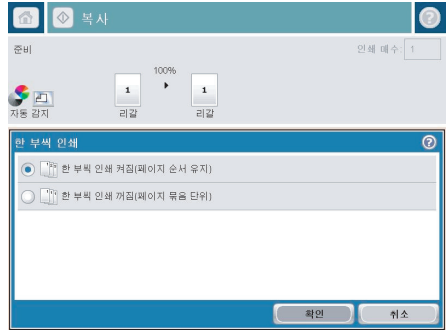 복사
준비
인쇄 매수: 1
100%
1
1
자동 감지
리갈
리갈
한 부씩 인쇄
한 부씩 인쇄 켜짐(페이지 순서 유지)
한 부씩 인쇄 꺼짐(페이지 묶음 단위)
확인
취소